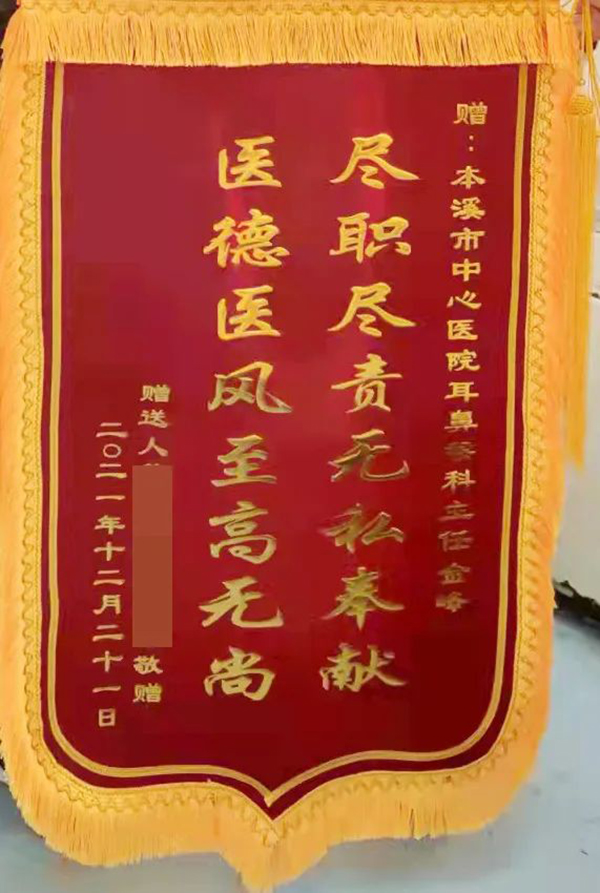 赠：本溪市中心医院耳鼻喉科主任金峰
尽职尽责无私奉献
医德医风至高无尚
赠送人 敬赠
二〇二一年十二月二十一日